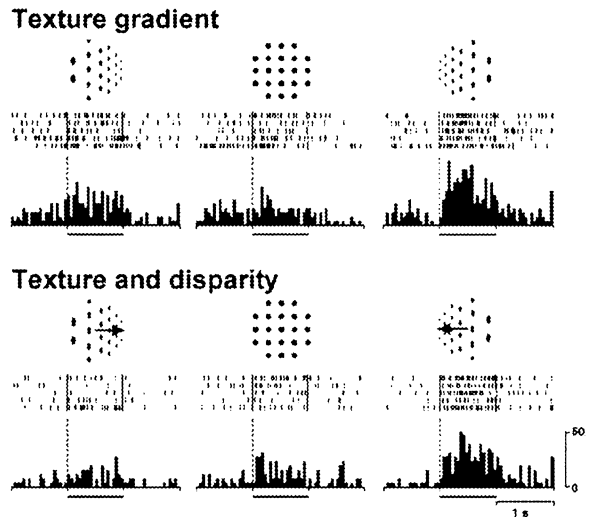 Texture gradient
Texture and disparity
50
0
1 s